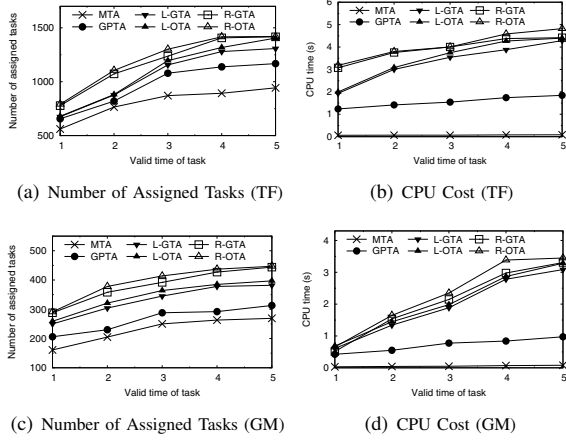 Number of assigned tasks
1500
1000
500
MTA
GPTA
L-GTA
L-OTA
R-GTA
R-OTA
1 2 3 4 5
Valid time of task
(a) Number of Assigned Tasks (TF)
CPU time (s)
6
5
4
3
2
1
0
MTA
GPTA
L-GTA
L-OTA
R-GTA
R-OTA
1 2 3 4 5
Valid time of task
(b) CPU Cost (TF)
Number of assigned tasks
500
400
300
200
100
MTA
GPTA
L-GTA
L-OTA
R-GTA
R-OTA
1 2 3 4 5
Valid time of task
(c) Number of Assigned Tasks (GM)
CPU time (s)
4
3
2
1
0
MTA
GPTA
L-GTA
L-OTA
R-GTA
R-OTA
1 2 3 4 5
Valid time of task
(d) CPU Cost (GM)